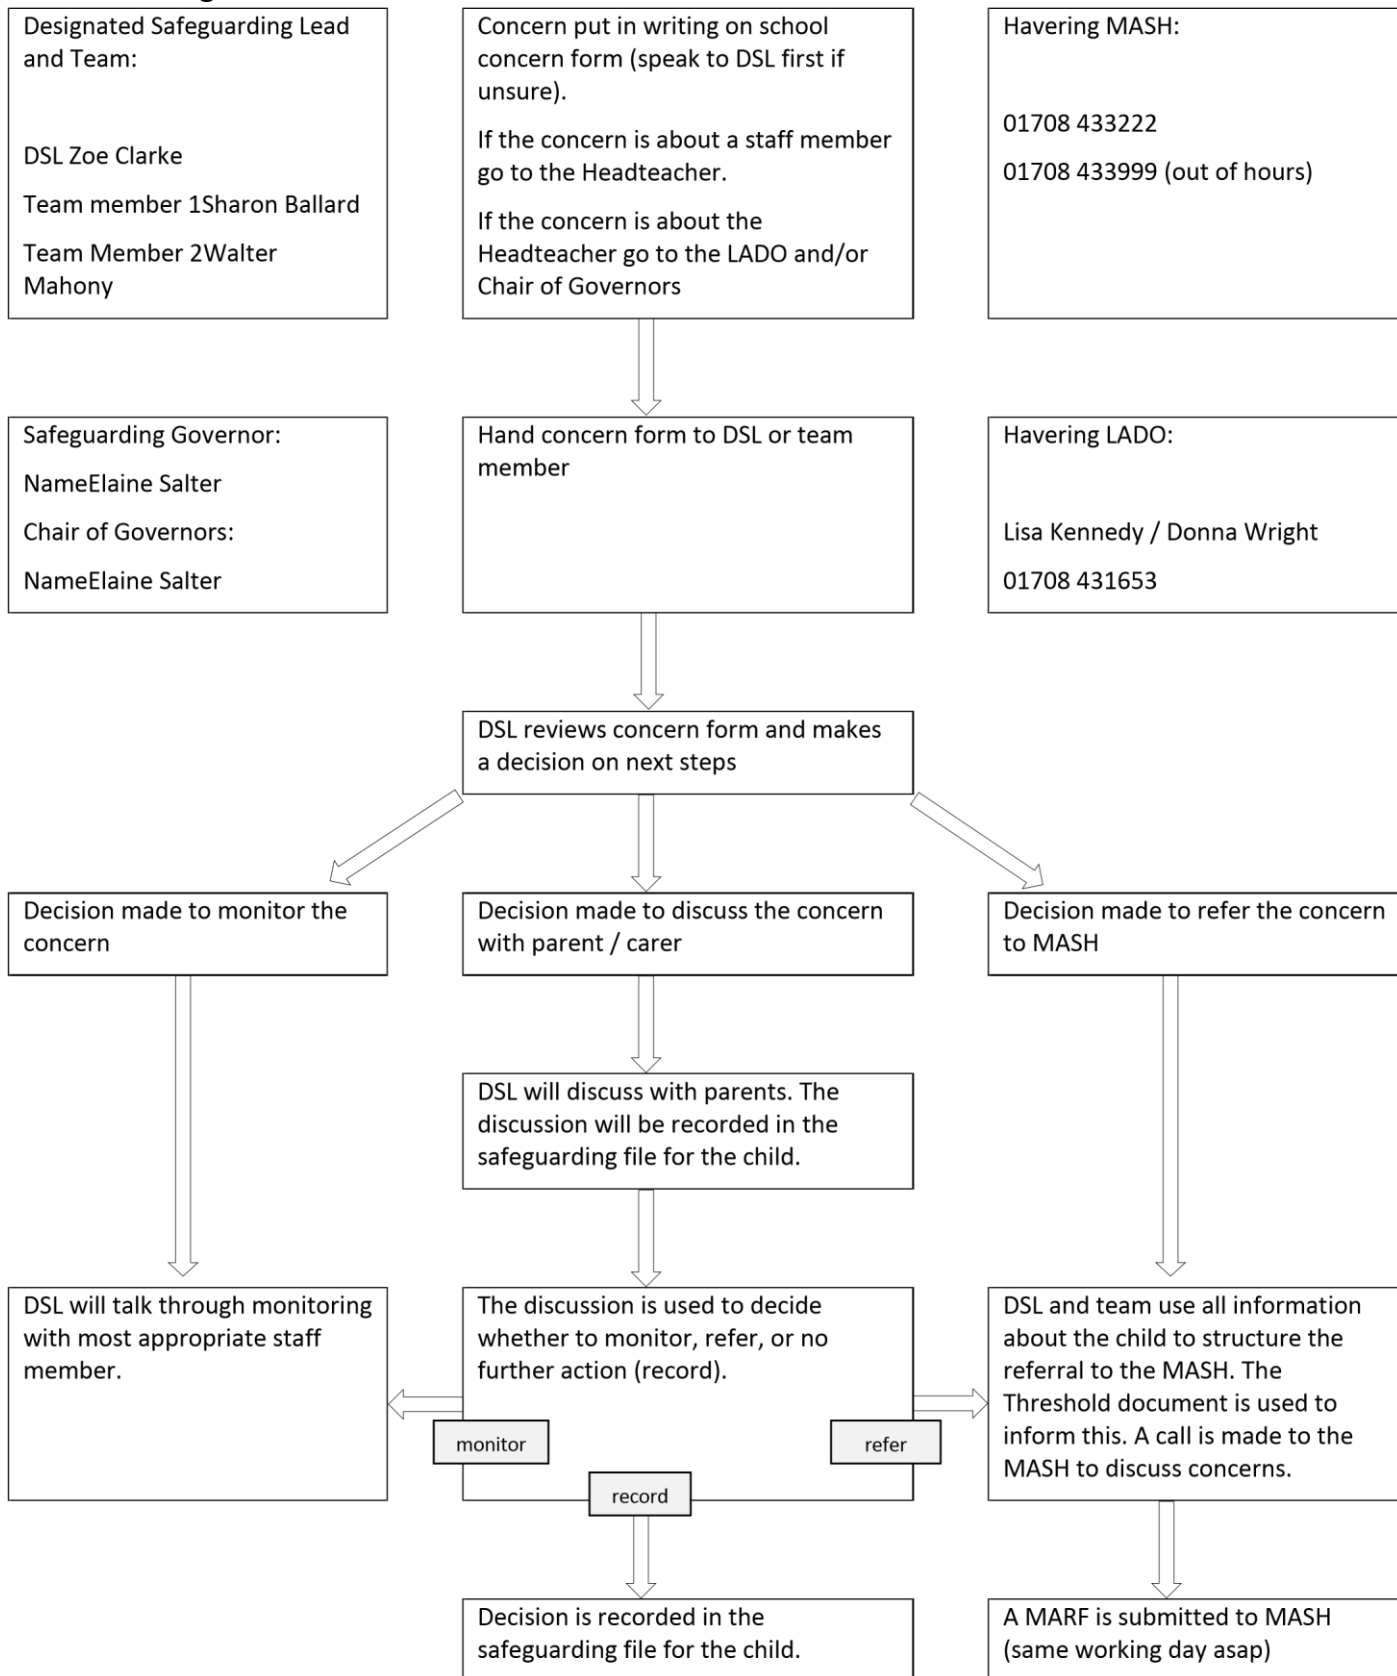 Designated Safeguarding Lead
and Team:
DSL Zoe Clarke
Team member 1Sharon Ballard
Team Member 2Walter
Mahony
Concern put in writing on school
concern form (speak to DSL first if
unsure).
If the concern is about a staff member
go to the Headteacher.
If the concern is about the
Headteacher go to the LADO and/or
Chair of Governors
Havering MASH:
01708 433222
01708 433999 (out of hours)
Safeguarding Governor:
NameElaine Salter
Chair of Governors:
NameElaine Salter
Hand concern form to DSL or team
member
Havering LADO:
Lisa Kennedy / Donna Wright
01708 431653
DSL reviews concern form and makes
a decision on next steps
Decision made to monitor the
concern
Decision made to discuss the concern
with parent / carer
Decision made to refer the concern
to MASH
DSL will discuss with parents. The
discussion will be recorded in the
safeguarding file for the child.
DSL will talk through monitoring
with most appropriate staff
member.
The discussion is used to decide
whether to monitor, refer, or no
further action (record).
monitor
refer
record
DSL and team use all information
about the child to structure the
referral to the MASH. The
Threshold document is used to
inform this. A call is made to the
MASH to discuss concerns.
Decision is recorded in the
safeguarding file for the child.
A MARF is submitted to MASH
(same working day asap)